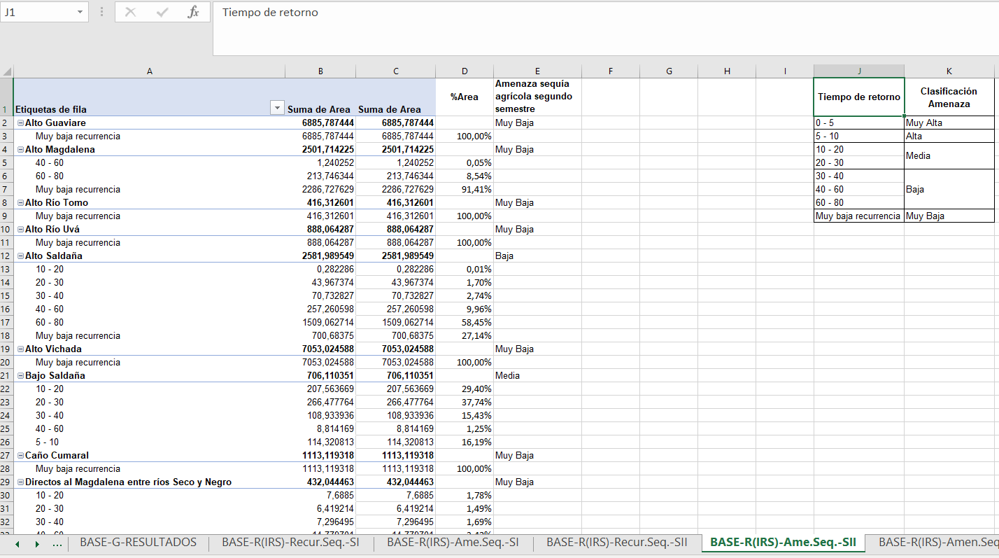 J1 fx Tiempo de retorno
A B C D E F G H I J K
1 Etiquetas de fila Suma de Area Suma de Area %Area Amenaza sequía agrícola segundo semestre Tiempo de retorno Clasificación Amenaza
2 Alto Guaviare 6885,787444 6885,787444 Muy Baja 0 - 5 Muy Alta
3 Muy baja recurrencia 6885,787444 6885,787444 100,00% 5 - 10 Alta
4 Alto Magdalena 2501,714225 2501,714225 Muy Baja 10 - 20 Media
5 40 - 60 1,240252 1,240252 0,05% 20 - 30
6 60 - 80 213,746344 213,746344 8,54% 30 - 40
7 Muy baja recurrencia 2286,727629 2286,727629 91,41% 40 - 60 Baja
8 Alto Río Tomo 416,312601 416,312601 Muy Baja 60 - 80
9 Muy baja recurrencia 416,312601 416,312601 100,00% Muy baja recurrencia Muy Baja
10 Alto Río Uvá 888,064287 888,064287 Muy Baja
11 Muy baja recurrencia 888,064287 888,064287 100,00%
12 Alto Saldaña 2581,989549 2581,989549 Baja
13 10 - 20 0,282286 0,282286 0,01%
14 20 - 30 43,967374 43,967374 1,70%
15 30 - 40 70,732827 70,732827 2,74%
16 40 - 60 257,260598 257,260598 9,96%
17 60 - 80 1509,062714 1509,062714 58,45%
18 Muy baja recurrencia 700,68375 700,68375 27,14%
19 Alto Vichada 7053,024588 7053,024588 Muy Baja
20 Muy baja recurrencia 7053,024588 7053,024588 100,00%
21 Bajo Saldaña 706,110351 706,110351 Media
22 10 - 20 207,563669 207,563669 29,40%
23 20 - 30 266,477764 266,477764 37,74%
24 30 - 40 108,933936 108,933936 15,43%
25 40 - 60 8,814169 8,814169 1,25%
26 5 - 10 114,320813 114,320813 16,19%
27 Caño Cumaral 1113,119318 1113,119318 Muy Baja
28 Muy baja recurrencia 1113,119318 1113,119318 100,00%
29 Directos al Magdalena entre ríos Seco y Negro 432,044463 432,044463 Muy Baja
30 10 - 20 7,6885 7,6885 1,78%
31 20 - 30 6,419214 6,419214 1,49%
32 30 - 40 7,296495 7,296495 1,69%
... BASE-G-RESULTADOS BASE-R(IRS)-Recur.Seq.-SI BASE-R(IRS)-Ame.Seq.-SI BASE-R(IRS)-Recur.Seq.-SII BASE-R(IRS)-Ame.Seq.-SII BASE-R(IRS)-Amen.Seq